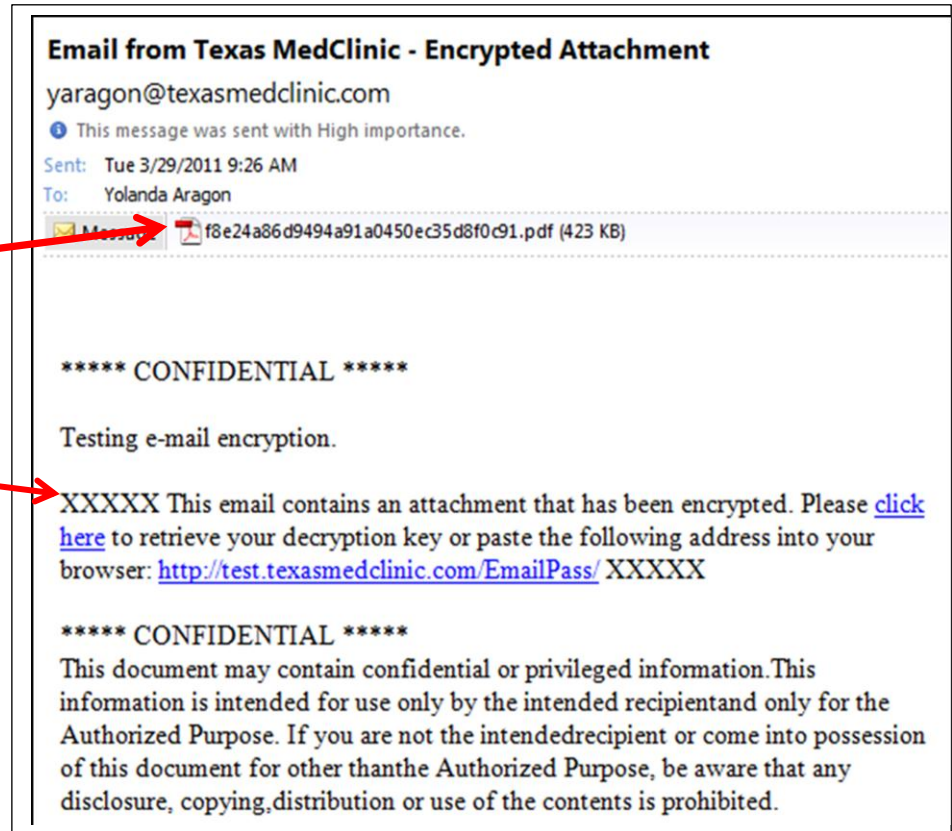 Email from Texas MedClinic - Encrypted Attachment
yaragon@texasmedclinic.com
This message was sent with High importance.
Sent: Tue 3/29/2011 9:26 AM
To: Yolanda Aragon
Message f8e24a86d9494a91a0450ec35d8f0c91.pdf (423 KB)
***** CONFIDENTIAL *****
Testing e-mail encryption.
XXXXX This email contains an attachment that has been encrypted. Please click
here to retrieve your decryption key or paste the following address into your
browser: http://test.texasmedclinic.com/EmailPass/ XXXXX
***** CONFIDENTIAL *****
This document may contain confidential or privileged information.This
information is intended for use only by the intended recipientand only for the
Authorized Purpose. If you are not the intendedrecipient or come into possession
of this document for other thanthe Authorized Purpose, be aware that any
disclosure, copying,distribution or use of the contents is prohibited.